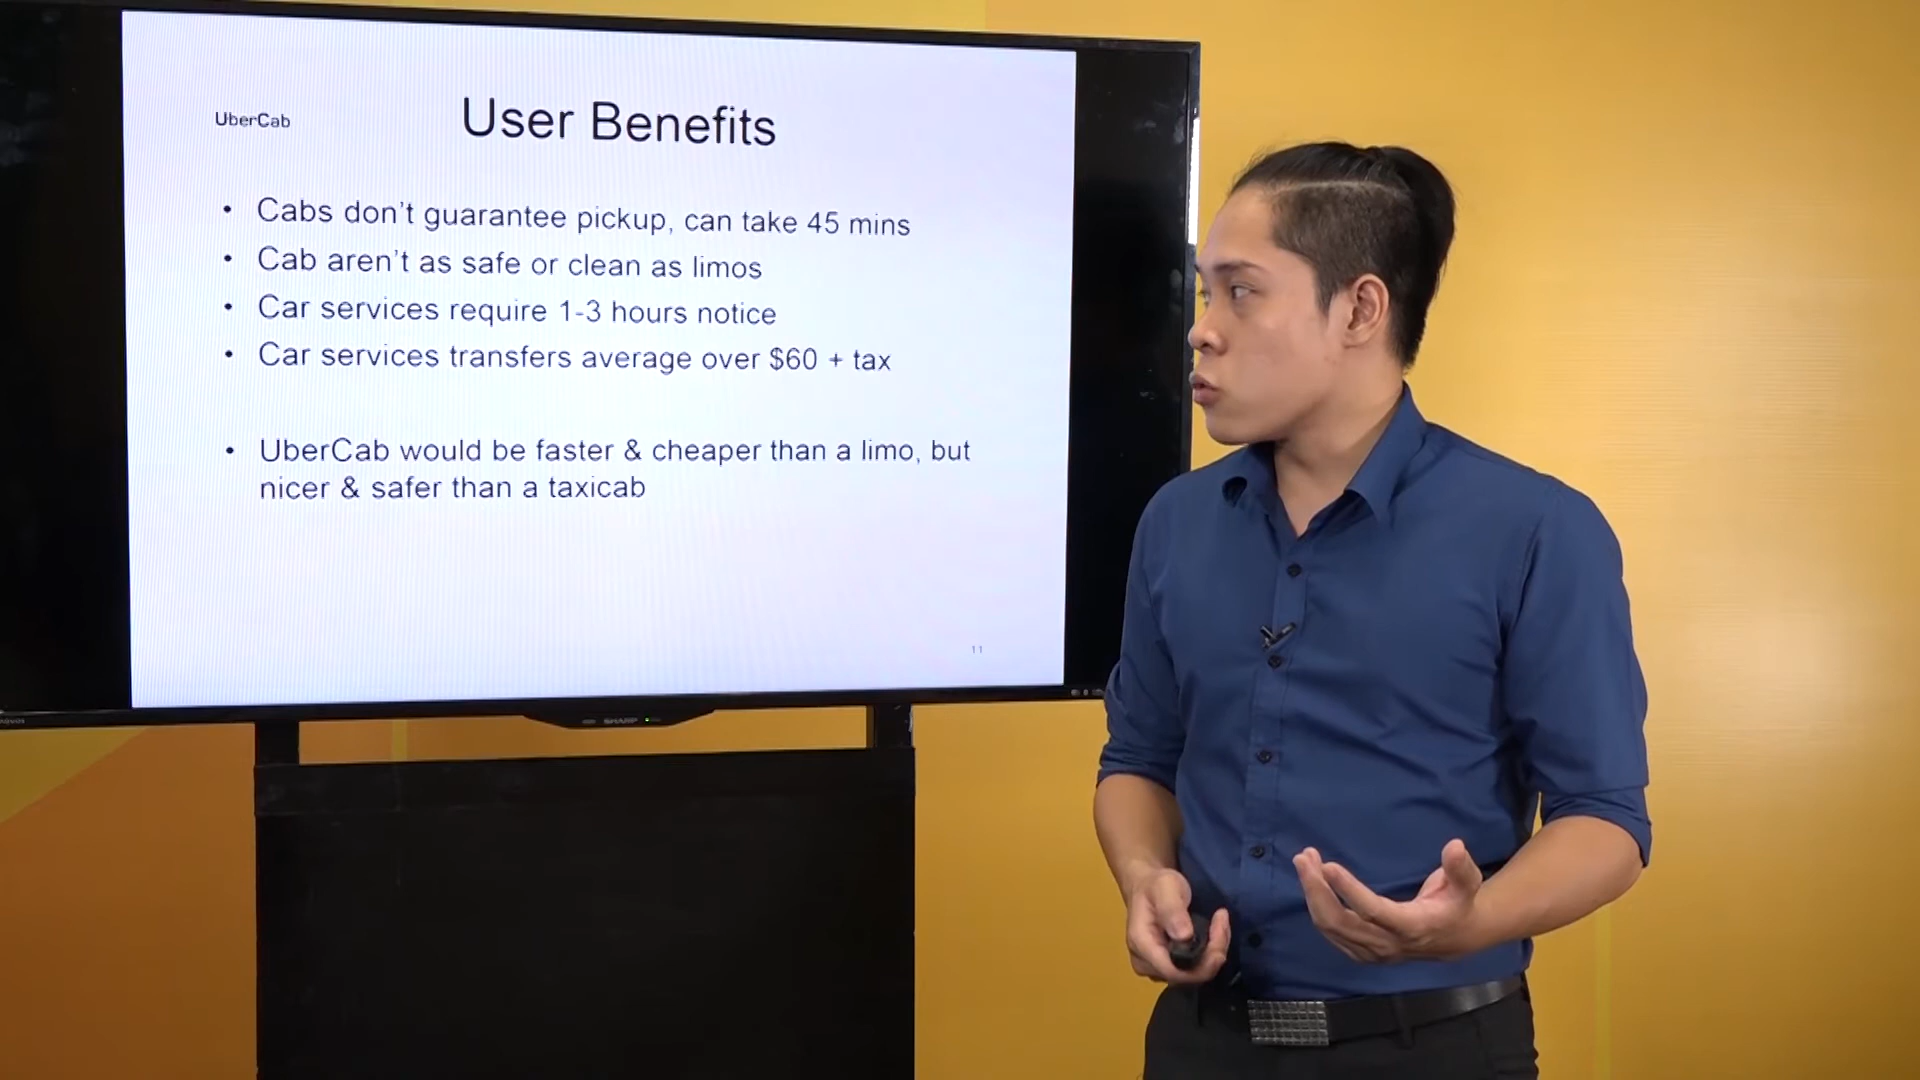 UberCab
User Benefits
• Cabs don't guarantee pickup, can take 45 mins
• Cab aren't as safe or clean as limos
• Car services require 1-3 hours notice
• Car services transfers average over $60 + tax
• UberCab would be faster & cheaper than a limo, but
nicer & safer than a taxicab
11
SHARP